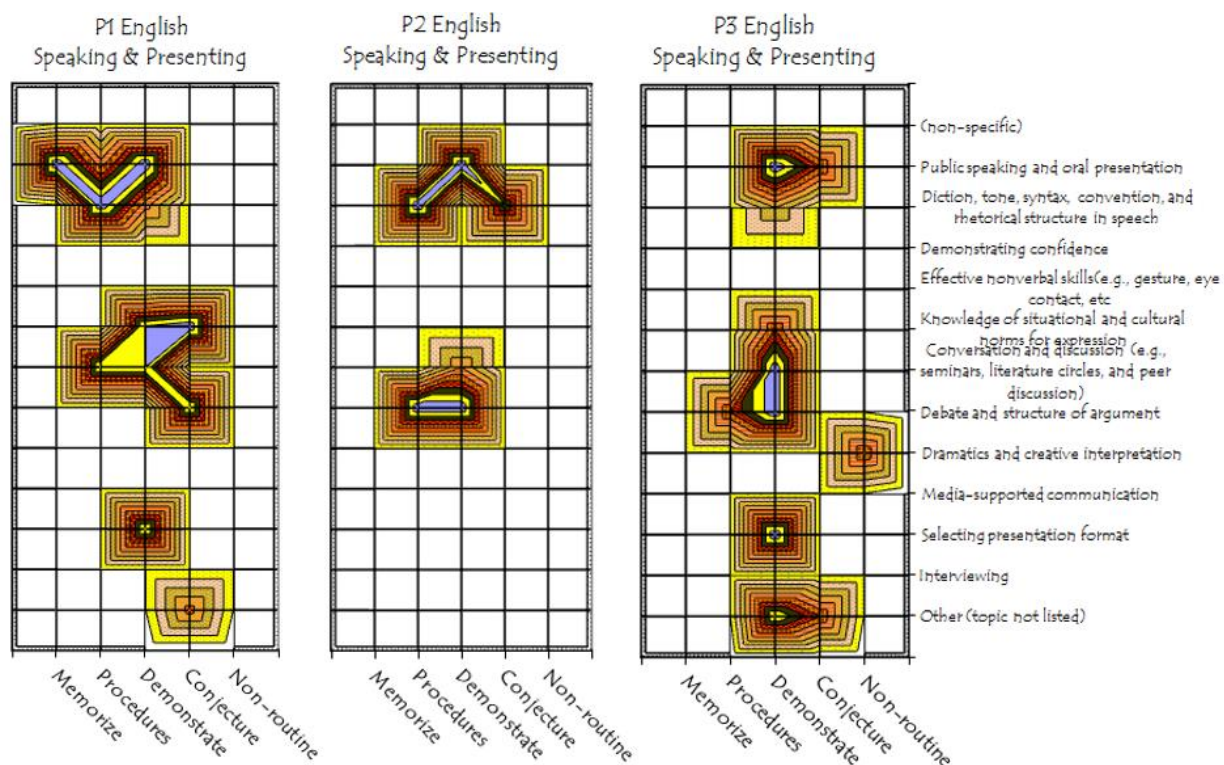 P1 English
Speaking & Presenting
P2 English
Speaking & Presenting
P3 English
Speaking & Presenting
(non-specific)
Public speaking and oral presentation
Diction, tone, syntax, convention, and
rhetorical structure in speech
Demonstrating confidence
Effective nonverbal skills(e.g., gesture, eye
contact, etc
Knowledge of situational and cultural
norms for expression
Conversation and discussion (e.g.,
seminars, literature circles, and peer
discussion)
Debate and structure of argument
Dramatics and creative interpretation
Media-supported communication
Selecting presentation format
Interviewing
Other (topic not listed)
Memorize
Procedures
Demonstrate
Conjecture
Non-routine
Memorize
Procedures
Demonstrate
Conjecture
Non-routine
Memorize
Procedures
Demonstrate
Conjecture
Non-routine